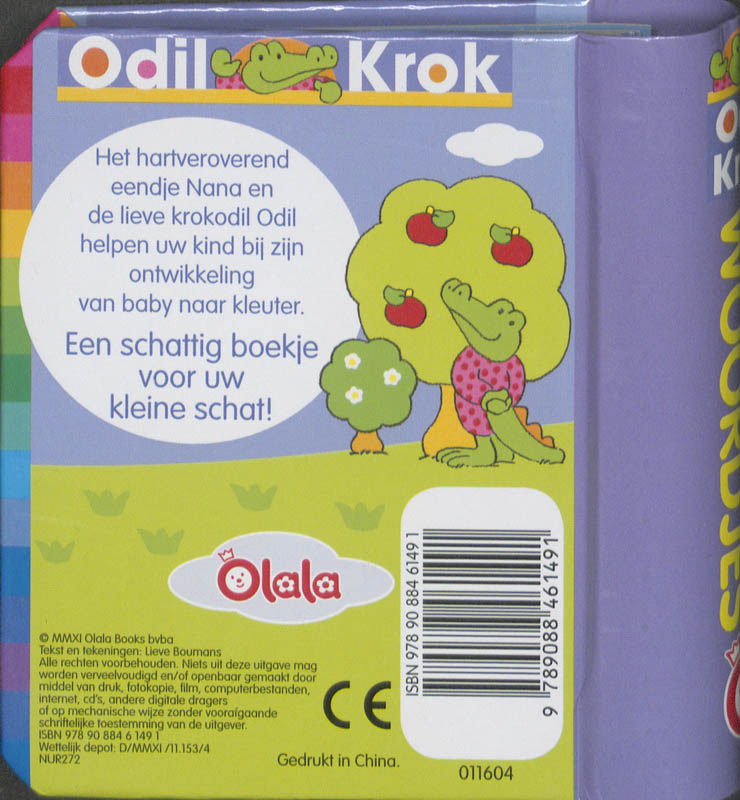 Odil Krok
Het hartveroverend
eendje Nana en
de lieve krokodil Odil
helpen uw kind bij zijn
ontwikkeling
van baby naar kleuter.
Een schattig boekje
voor uw
kleine schat!
Olala
© MMXI Olala Books bvba
Tekst en tekeningen: Lieve Boumans
Alle rechten voorbehouden. Niets uit deze uitgave mag
worden verveelvoudigd en/of openbaar gemaakt door
middel van druk, fotokopie, film, computerbestanden,
internet, cd's, andere digitale dragers
of op mechanische wijze zonder voorafgaande
schriftelijke toestemming van de uitgever.
ISBN 978 90 884 6 149 1
Wettelijk depot: D/MMXI /11.153/4
NUR272
CE
Gedrukt in China.
ISBN 978 90 884 6149 1
9 789088 461491
011604
WOORDJES